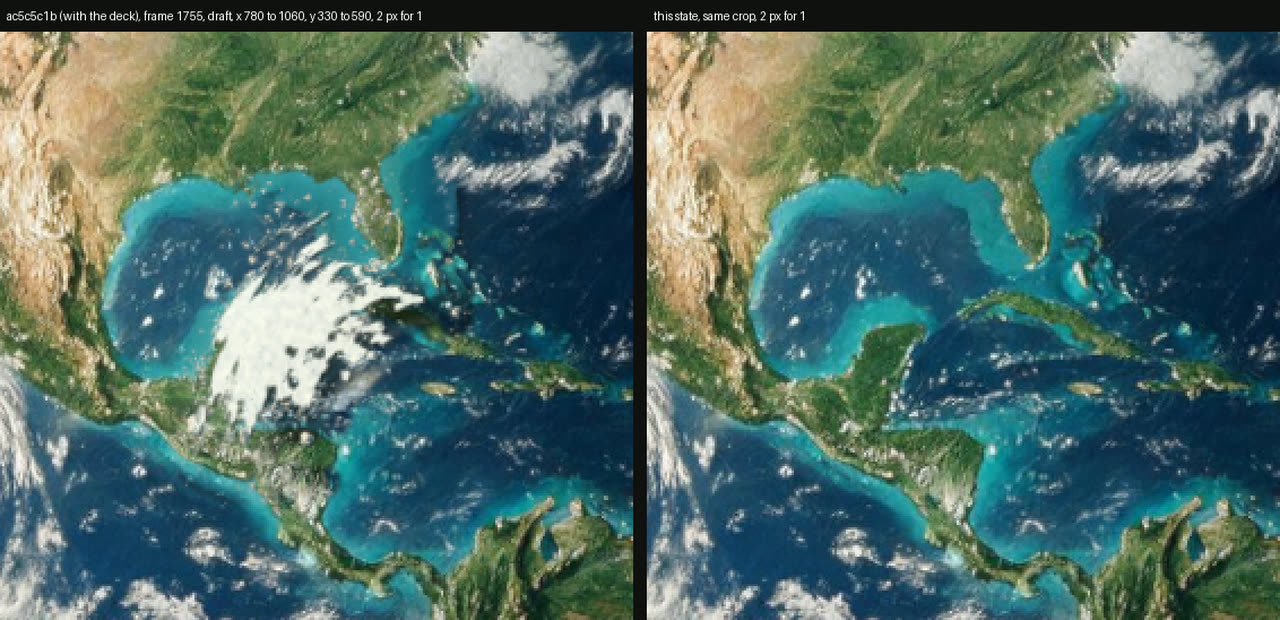 ac5c5c1b (with the deck), frame 1755, draft, x 780 to 1060, y 330 to 590, 2 px for 1
this state, same crop, 2 px for 1